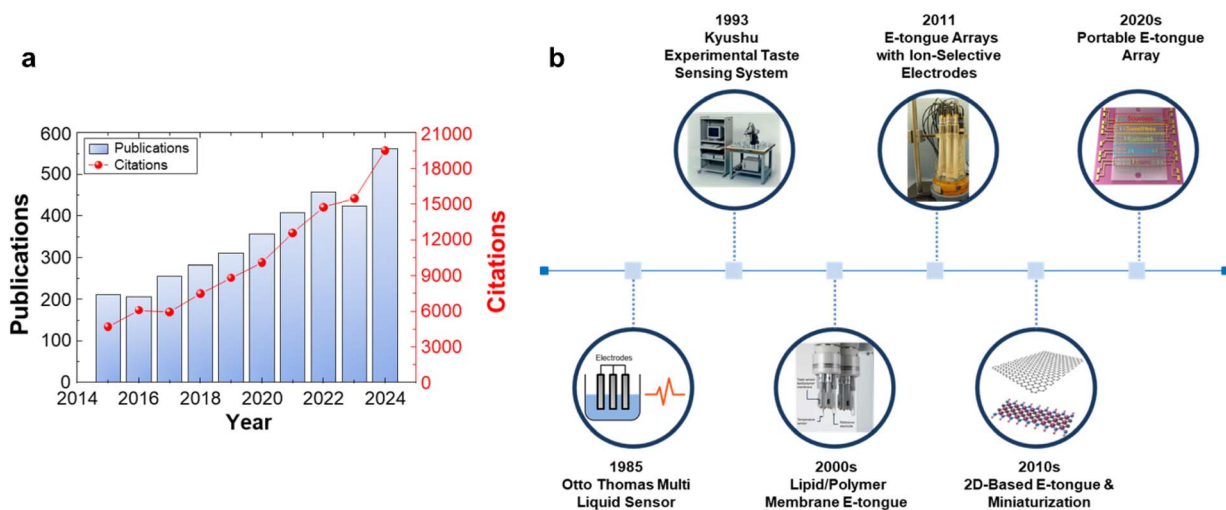 a
600
500
400
300
200
100
0
Publications
Publications
Citations
21000
18000
15000
12000
9000
6000
3000
0
Citations
2014 2016 2018 2020 2022 2024
Year
b
1993
Kyushu
Experimental Taste
Sensing System
2011
E-tongue Arrays
with Ion-Selective
Electrodes
2020s
Portable E-tongue
Array
Electrodes
1985
Otto Thomas Multi
Liquid Sensor
2000s
Lipid/Polymer
Membrane E-tongue
2010s
2D-Based E-tongue &
Miniaturization